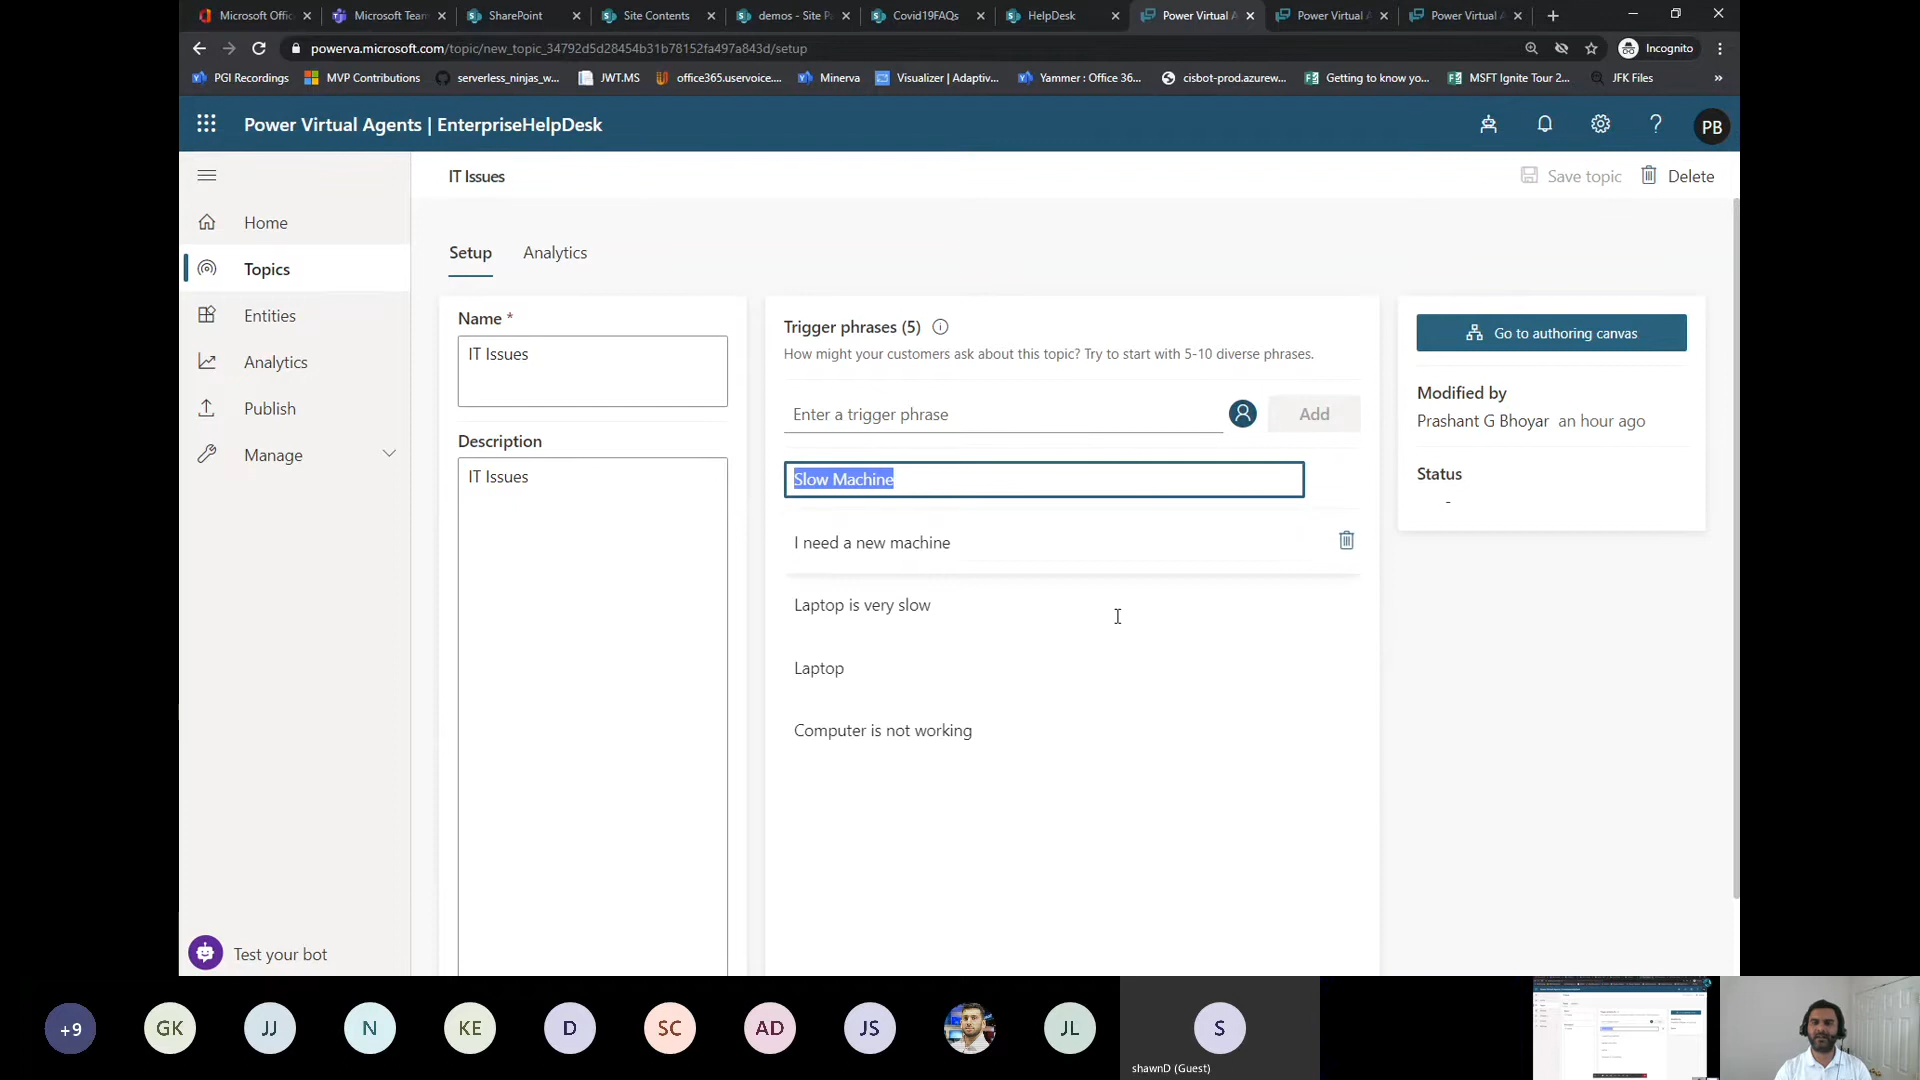 Microsoft Offic
Microsoft Team
SharePoint
Site Contents
demos - Site P
Covid19FAQs
HelpDesk
Power Virtual A
Power Virtual
Power Virtual
powerva.microsoft.com/topic/new_topic_34792d5d28454b31b78152fa497a843d/setup
Incognito
PGI Recordings
MVP Contributions
serverless_ninjas_w...
JWT.MS
office365.uservoice....
Minerva
Visualizer | Adaptiv...
Yammer : Office 36...
cisbot-prod.azurew...
Getting to know yo...
MSFT Ignite Tour 2...
JFK Files
»
Power Virtual Agents | EnterpriseHelpDesk
?
PB
IT Issues
Save topic
Delete
Home
Topics
Entities
Analytics
Publish
Manage
Test your bot
Setup
Analytics
Name *
IT Issues
Description
IT Issues
Trigger phrases (5)
How might your customers ask about this topic? Try to start with 5-10 diverse phrases.
Enter a trigger phrase
Add
Slow Machine
I need a new machine
Laptop is very slow
Laptop
Computer is not working
Go to authoring canvas
Modified by
Prashant G Bhoyar an hour ago
Status
-
+9
GK
JJ
N
KE
D
SC
AD
JS
JL
S
shawnD (Guest)